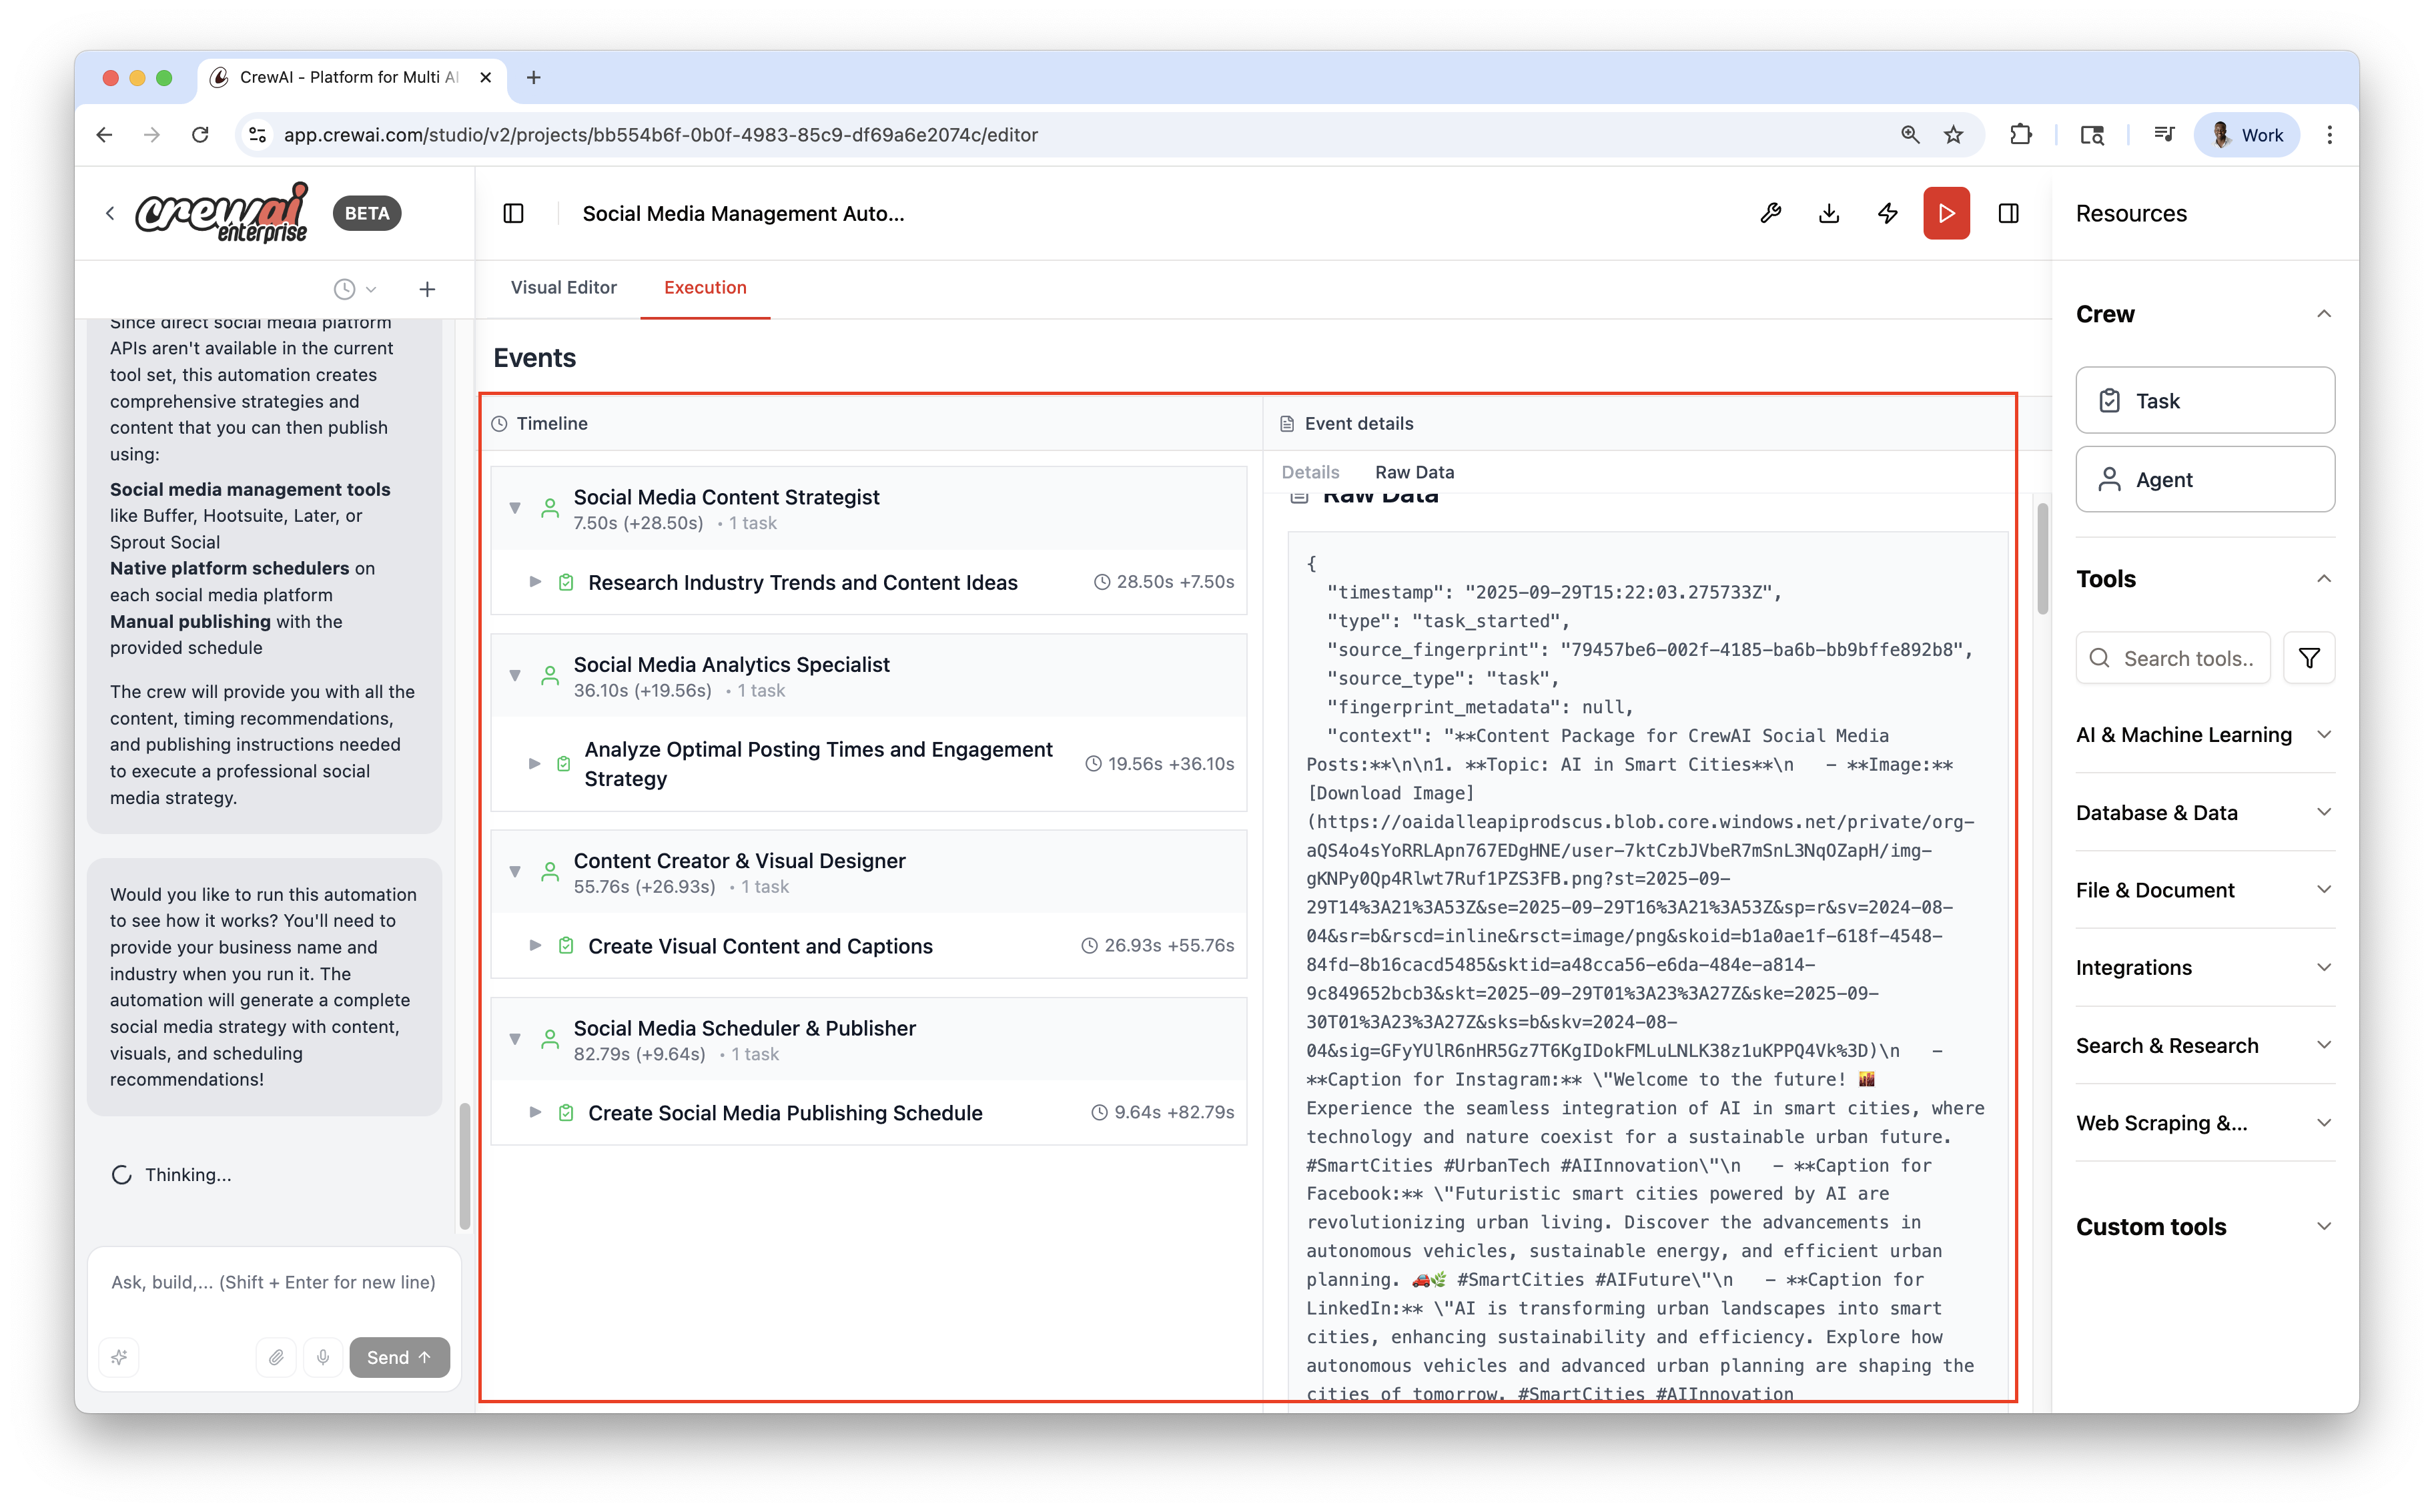 CrewAI - Platform for Multi AI
app.crewai.com/studio/v2/projects/bb554b6f-0b0f-4983-85c9-df69a6e2074c/editor
Work
crewai
enterprise
BETA
Since direct social media platform
APIs aren't available in the current
tool set, this automation creates
comprehensive strategies and
content that you can then publish
using:
Social media management tools
like Buffer, Hootsuite, Later, or
Sprout Social
Native platform schedulers on
each social media platform
Manual publishing with the
provided schedule
The crew will provide you with all the
content, timing recommendations,
and publishing instructions needed
to execute a professional social
media strategy.
Would you like to run this automation
to see how it works? You'll need to
provide your business name and
industry when you run it. The
automation will generate a complete
social media strategy with content,
visuals, and scheduling
recommendations!
Thinking...
Ask, build,... (Shift + Enter for new line)
Send
Social Media Management Auto...
Visual Editor
Execution
Events
Timeline
Social Media Content Strategist
7.50s (+28.50s) • 1 task
Research Industry Trends and Content Ideas
28.50s +7.50s
Social Media Analytics Specialist
36.10s (+19.56s) • 1 task
Analyze Optimal Posting Times and Engagement
Strategy
19.56s +36.10s
Content Creator & Visual Designer
55.76s (+26.93s) • 1 task
Create Visual Content and Captions
26.93s +55.76s
Social Media Scheduler & Publisher
82.79s (+9.64s) • 1 task
Create Social Media Publishing Schedule
9.64s +82.79s
Event details
Details
Raw Data
Raw Data
{
"timestamp": "2025-09-29T15:22:03.275733Z",
"type": "task_started",
"source_fingerprint": "79457be6-002f-4185-ba6b-bb9bffe892b8",
"source_type": "task",
"fingerprint_metadata": null,
"context": "**Content Package for CrewAI Social Media
Posts:**\n\n1. **Topic: AI in Smart Cities**\n   - **Image:**
[Download Image]
(https://oaidalleapiprodscus.blob.core.windows.net/private/org-
aQS4o4sYoRRLApn767EDgHNE/user-7ktCzbJVbeR7mSnL3NqOZapH/img-
gKNPy0Qp4Rlwt7Ruf1PZS3FB.png?st=2025-09-
29T14%3A21%3A53Z&se=2025-09-29T16%3A21%3A53Z&sp=r&sv=2024-08-
04&sr=b&rscd=inline&rsct=image/png&skoid=b1a0ae1f-618f-4548-
84fd-8b16cacd5485&sktid=a48cca56-e6da-484e-a814-
9c849652bcb3&skt=2025-09-29T01%3A23%3A27Z&ske=2025-09-
30T01%3A23%3A27Z&sks=b&skv=2024-08-
04&sig=GFyYUlR6nHR5Gz7T6KgIDokFMLuLNLK38z1uKPPQ4Vk%3D)\n   -
**Caption for Instagram:** \"Welcome to the future! 🌇
Experience the seamless integration of AI in smart cities, where
technology and nature coexist for a sustainable urban future.
#SmartCities #UrbanTech #AIInnovation\"\n   - **Caption for
Facebook:** \"Futuristic smart cities powered by AI are
revolutionizing urban living. Discover the advancements in
autonomous vehicles, sustainable energy, and efficient urban
planning. 🚗🌿 #SmartCities #AIFuture\"\n   - **Caption for
LinkedIn:** \"AI is transforming urban landscapes into smart
cities, enhancing sustainability and efficiency. Explore how
autonomous vehicles and advanced urban planning are shaping the
cities of tomorrow. #SmartCities #AIInnovation
Resources
Crew
Task
Agent
Tools
Search tools..
AI & Machine Learning
Database & Data
File & Document
Integrations
Search & Research
Web Scraping &...
Custom tools